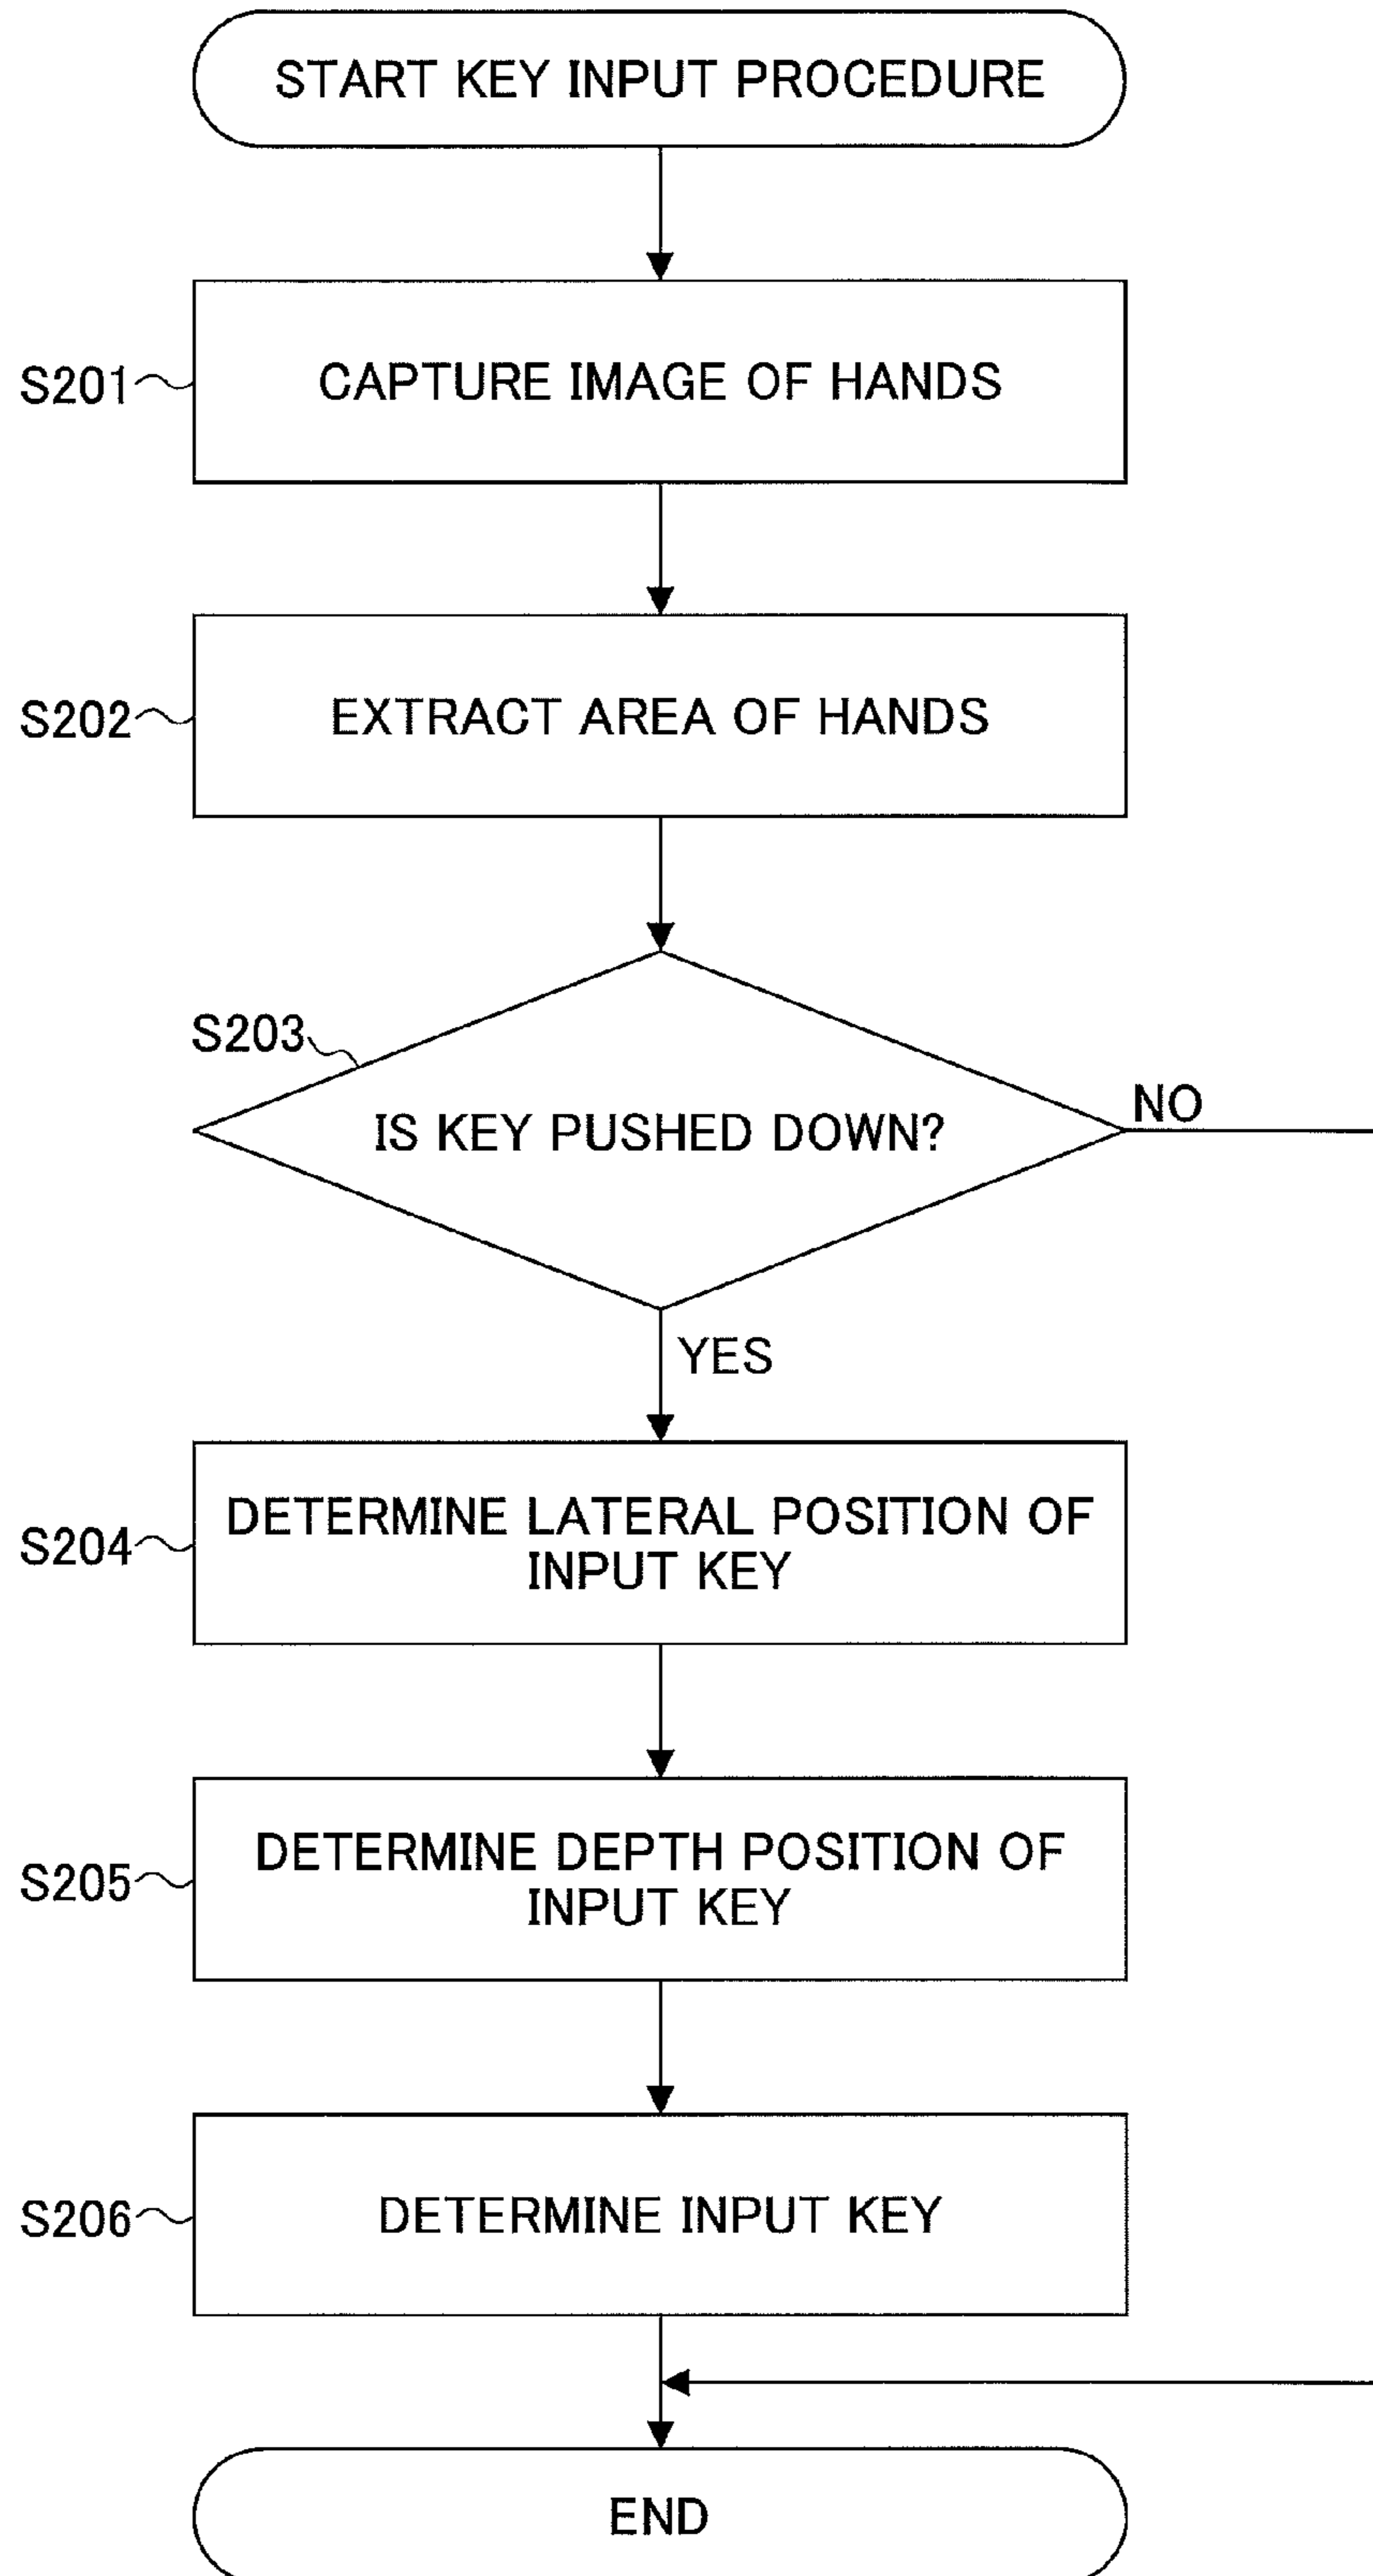 START KEY INPUT PROCEDURE
S201
CAPTURE IMAGE OF HANDS
S202
EXTRACT AREA OF HANDS
S203
IS KEY PUSHED DOWN?
NO
YES
S204
DETERMINE LATERAL POSITION OF
INPUT KEY
S205
DETERMINE DEPTH POSITION OF
INPUT KEY
S206
DETERMINE INPUT KEY
END